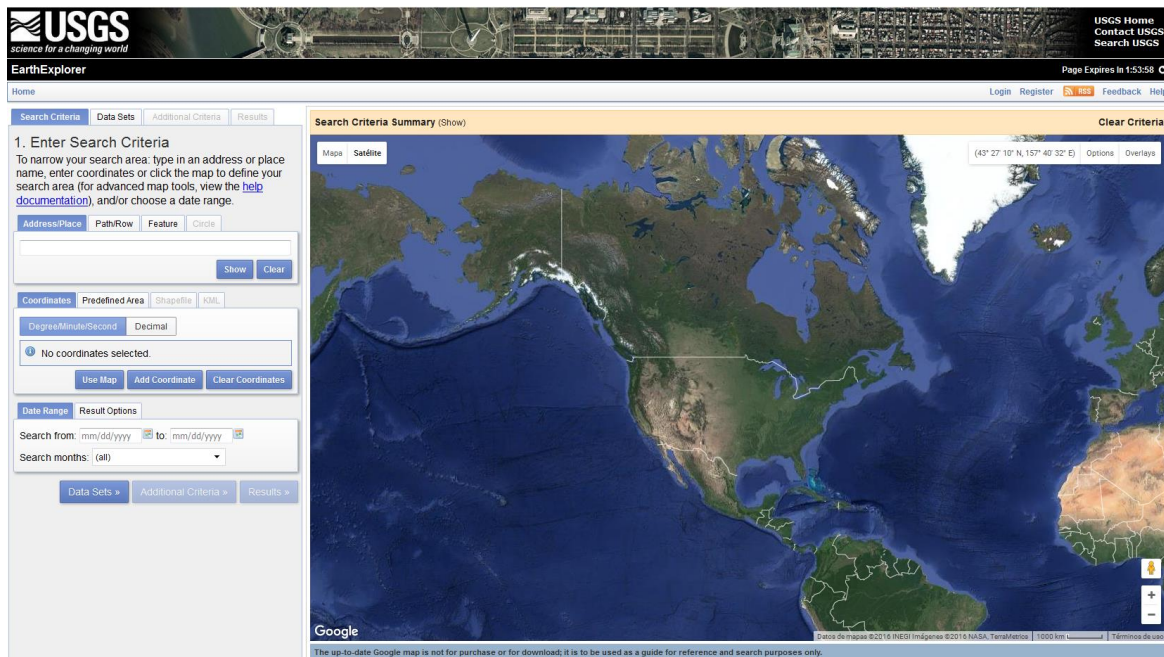 USGS
science for a changing world
USGS Home
Contact USGS
Search USGS
EarthExplorer
Page Expires In 1:53:58
Home
Login Register RSS Feedback Help
Search Criteria Data Sets Additional Criteria Results
1. Enter Search Criteria
To narrow your search area: type in an address or place
name, enter coordinates or click the map to define your
search area (for advanced map tools, view the help
documentation), and/or choose a date range.
Address/Place Path/Row Feature Circle
Show Clear
Coordinates Predefined Area Shapefile KML
Degree/Minute/Second Decimal
No coordinates selected.
Use Map Add Coordinate Clear Coordinates
Date Range Result Options
Search from: mm/dd/yyyy to: mm/dd/yyyy
Search months: (all)
Data Sets » Additional Criteria » Results »
Search Criteria Summary (Show)
Clear Criteria
Mapa Satélite
(43° 27' 10" N, 157° 40' 32" E) Options Overlays
Google
Datos de mapas ©2016 INEGI Imágenes ©2016 NASA, TerraMetrics 1000 km Términos de uso
The up-to-date Google map is not for purchase or for download; it is to be used as a guide for reference and search purposes only.